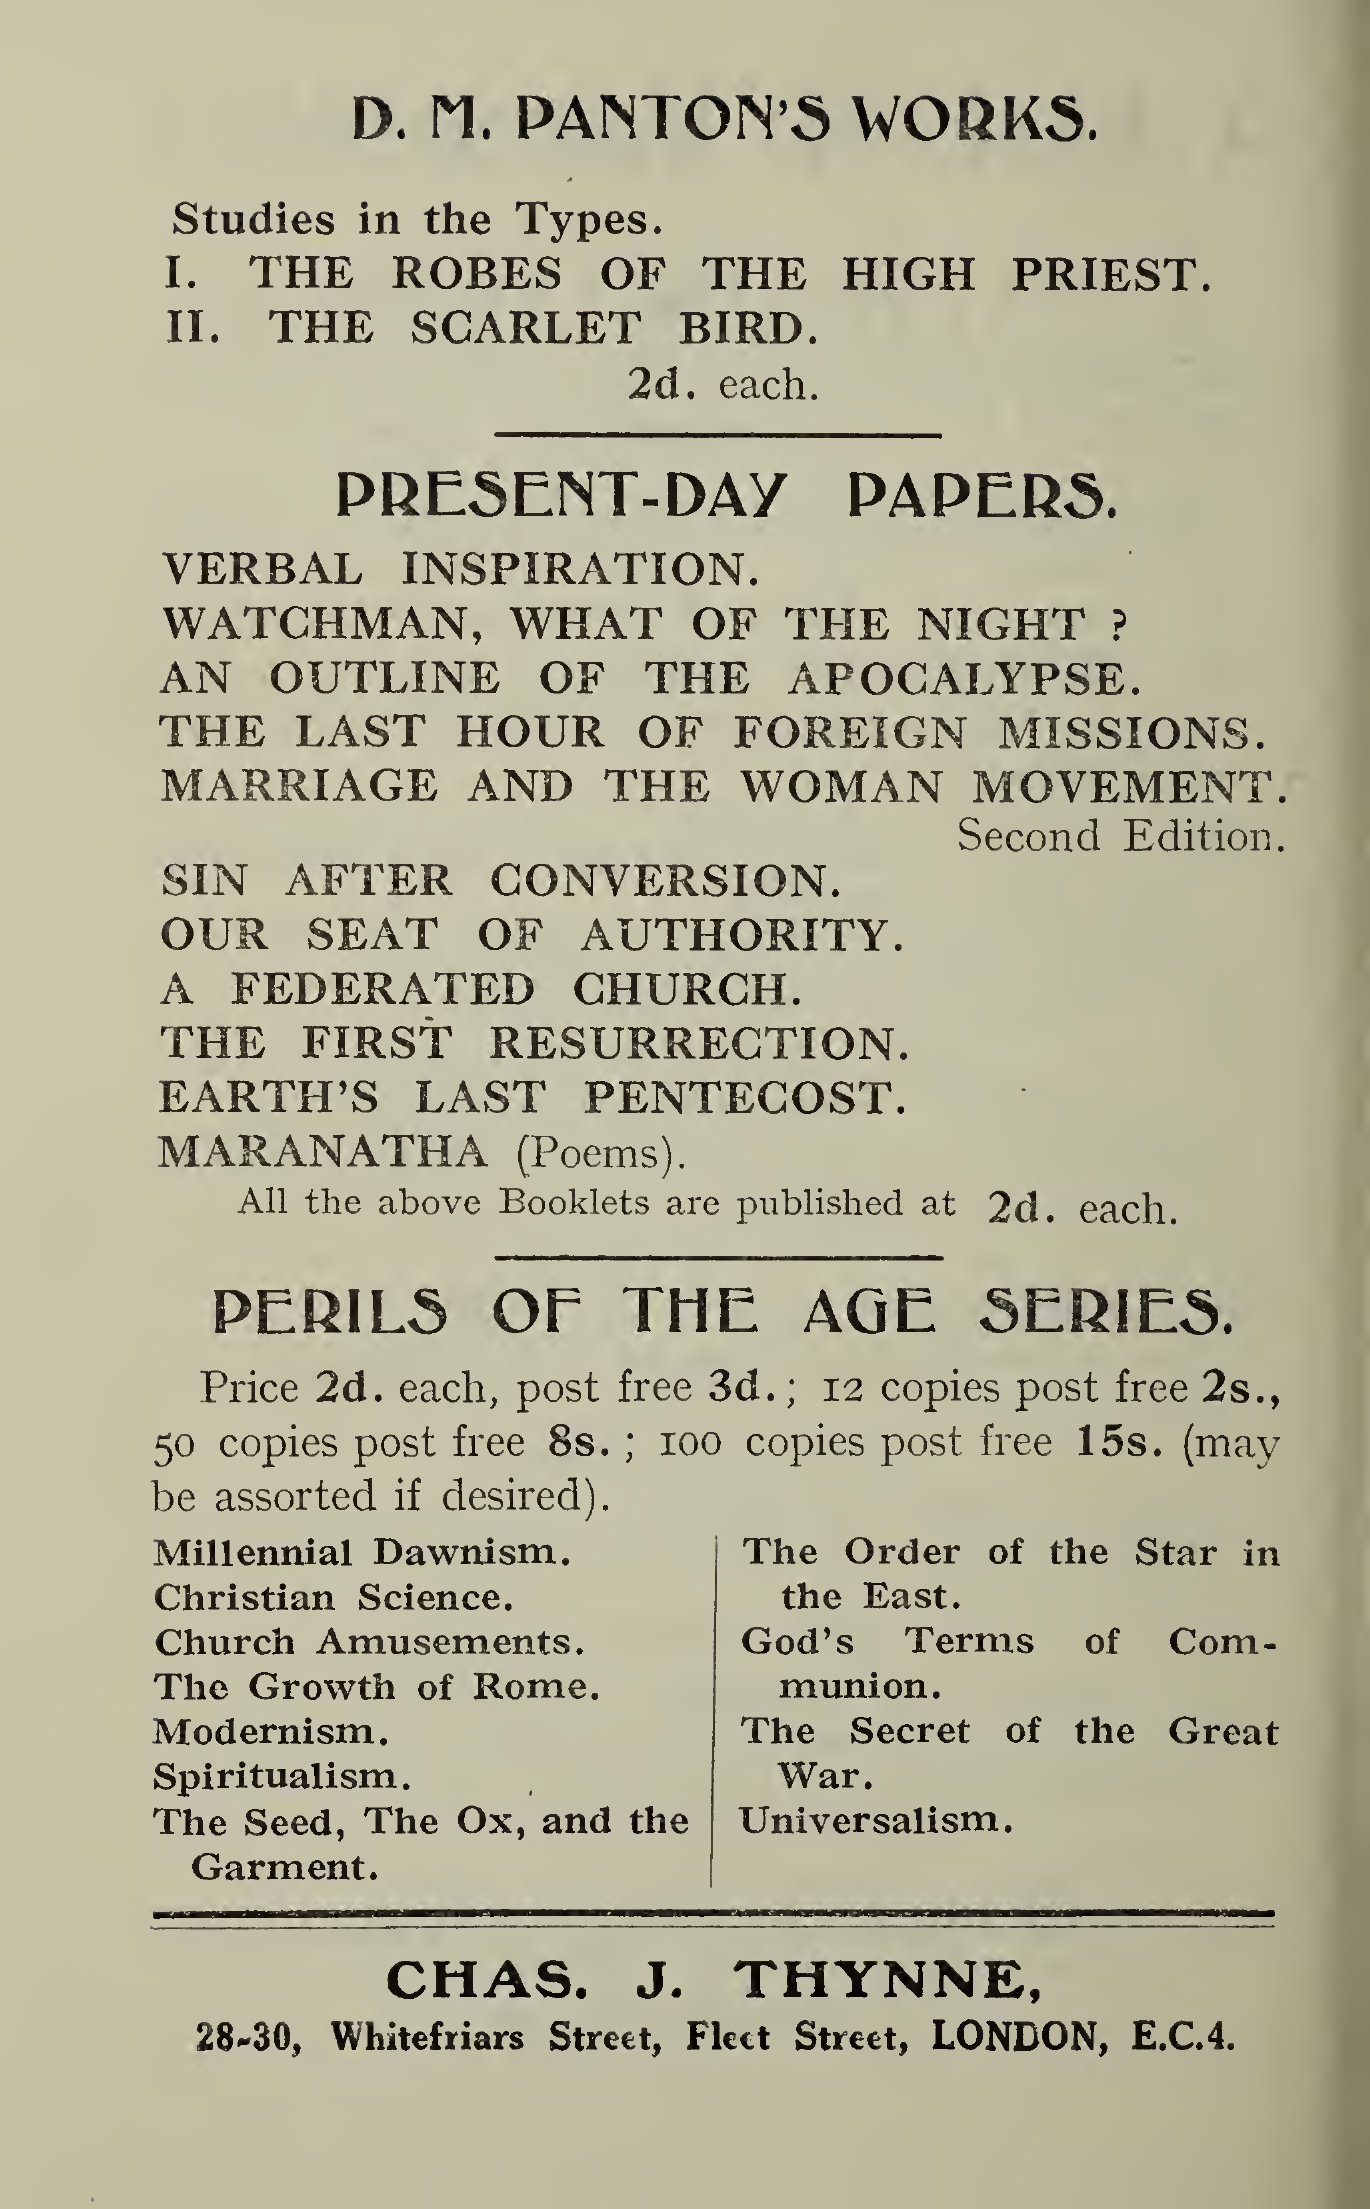 D. M. PANTON'S WORKS.
Studies in the Types.
I. THE ROBES OF THE HIGH PRIEST.
II. THE SCARLET BIRD.
2d. each.
PRESENT-DAY PAPERS.
VERBAL INSPIRATION.
WATCHMAN, WHAT OF THE NIGHT ?
AN OUTLINE OF THE APOCALYPSE.
THE LAST HOUR OF FOREIGN MISSIONS.
MARRIAGE AND THE WOMAN MOVEMENT.
Second Edition.
SIN AFTER CONVERSION.
OUR SEAT OF AUTHORITY.
A FEDERATED CHURCH.
THE FIRST RESURRECTION.
EARTH'S LAST PENTECOST.
MARANATHA (Poems).
All the above Booklets are published at 2d. each.
PERILS OF THE AGE SERIES.
Price 2d. each, post free 3d. ; 12 copies post free 2s.,
50 copies post free 8s. ; 100 copies post free 15s. (may
be assorted if desired).
Millennial Dawnism.
Christian Science.
Church Amusements.
The Growth of Rome.
Modernism.
Spiritualism.
The Seed, The Ox, and the
Garment.
The Order of the Star in
the East.
God's Terms of Com-
munion.
The Secret of the Great
War.
Universalism.
CHAS. J. THYNNE,
28-30, Whitefriars Street, Fleet Street, LONDON, E.C.4.